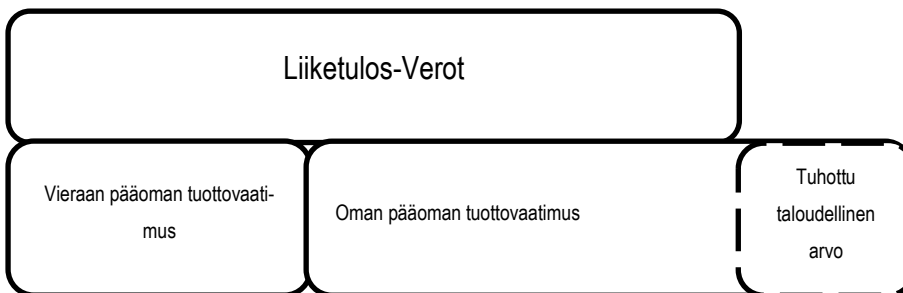 Liiketulos-Verot
Vieraan pääoman tuottovaati-
mus
Oman pääoman tuottovaatimus
Tuhottu
taloudellinen
arvo